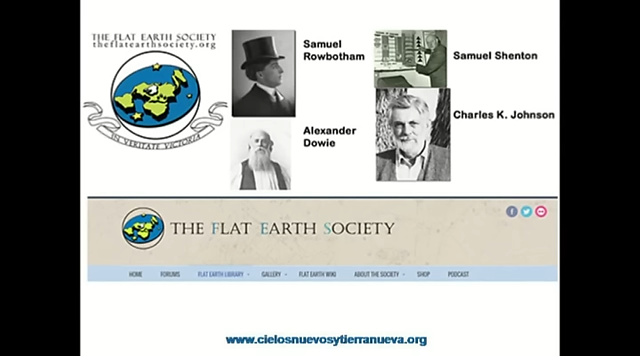 THE FLAT EARTH SOCIETY
theflatearthsociety.org
IN VERITATE VICTORIA
Samuel
Rowbotham
Samuel Shenton
Alexander
Dowie
Charles K. Johnson
THE FLAT EARTH SOCIETY
HOME FORUMS FLAT EARTH LIBRARY GALLERY FLAT EARTH WIKI ABOUT THE SOCIETY SHOP PODCAST
www.cielosnuevosytierranueva.org